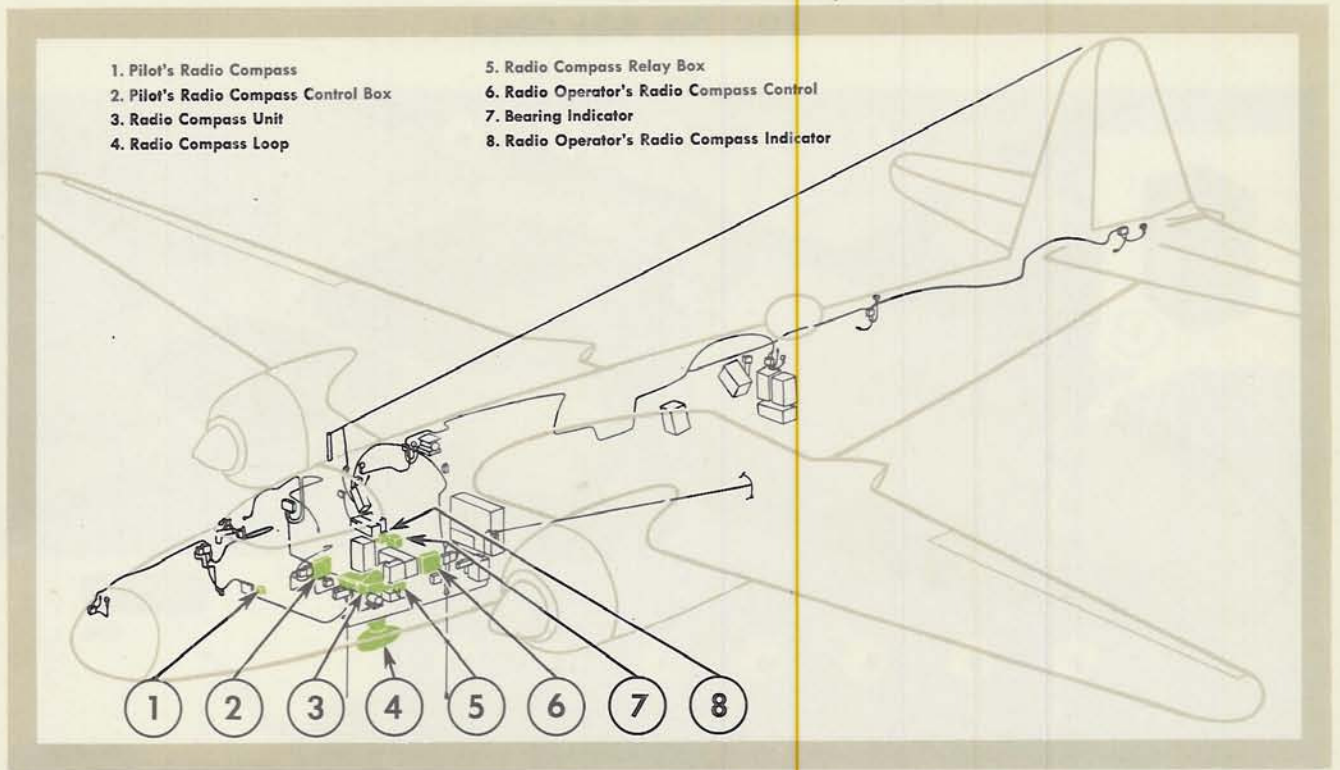 1. Pilot's Radio Compass
2. Pilot's Radio Compass Control Box
3. Radio Compass Unit
4. Radio Compass Loop
5. Radio Compass Relay Box
6. Radio Operator's Radio Compass Control
7. Bearing Indicator
8. Radio Operator's Radio Compass Indicator
1 2 3 4 5 6 7 8